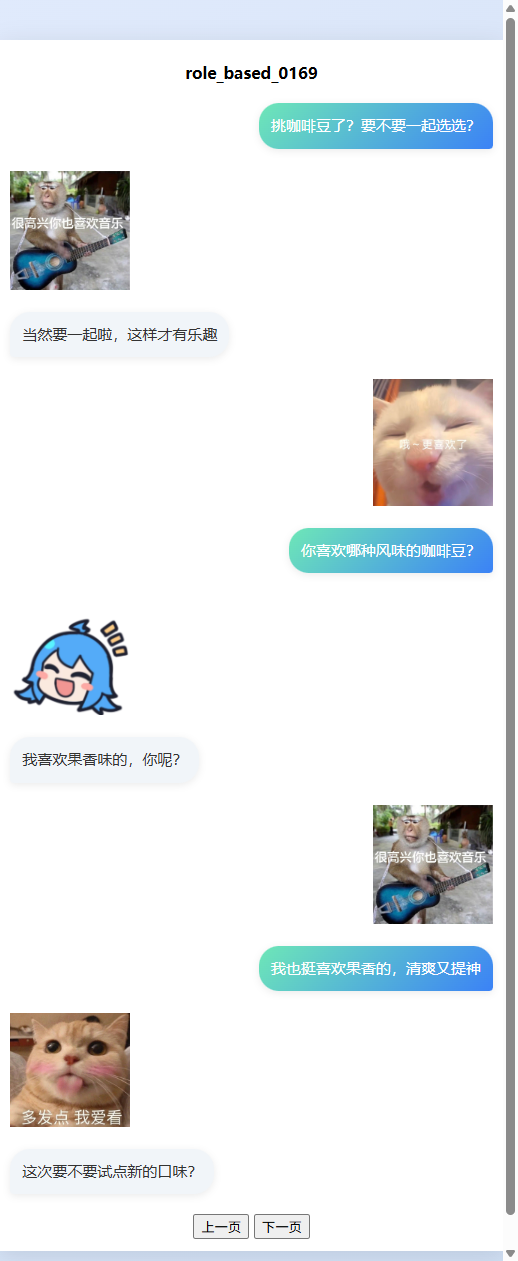 role_based_0169
挑咖啡豆了？要不要一起选选？
很高兴你也喜欢音乐
当然要一起啦，这样才有乐趣
哦～更喜欢了
你喜欢哪种风味的咖啡豆？
我喜欢果香味的，你呢？
很高兴你也喜欢音乐
我也挺喜欢果香的，清爽又提神
多发点 我爱看
这次要不要试点新的口味？
上一页 下一页